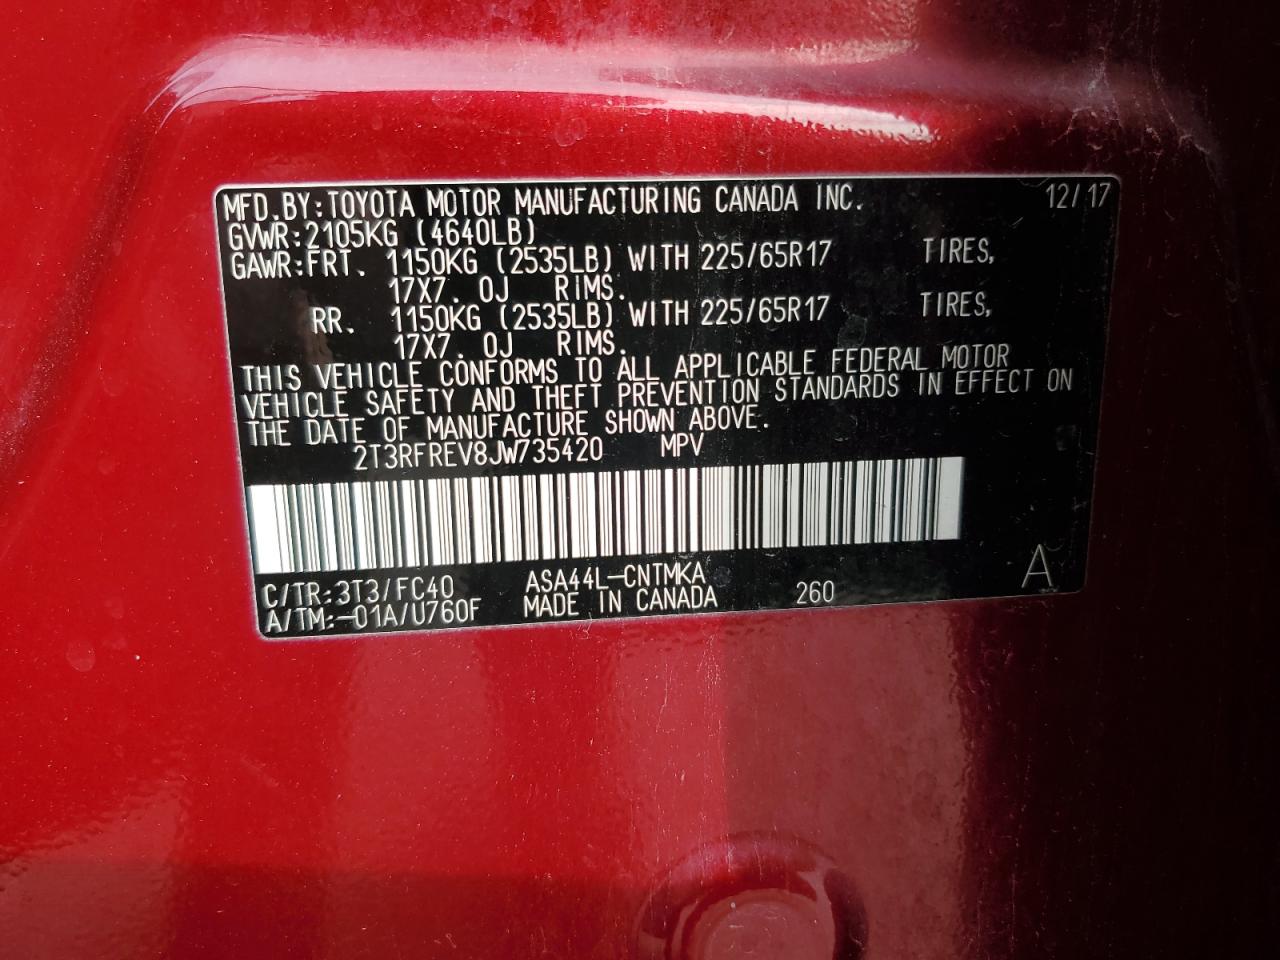 MFD.BY:TOYOTA MOTOR MANUFACTURING CANADA INC. 12/17
GVWR:2105KG (4640LB)
GAWR:FRT. 1150KG (2535LB) WITH 225/65R17 TIRES,
17X7.0J RIMS.
RR. 1150KG (2535LB) WITH 225/65R17 TIRES,
17X7.0J RIMS.
THIS VEHICLE CONFORMS TO ALL APPLICABLE FEDERAL MOTOR
VEHICLE SAFETY AND THEFT PREVENTION STANDARDS IN EFFECT ON
THE DATE OF MANUFACTURE SHOWN ABOVE.
2T3RFREV8JW735420 MPV
C/TR:3T3/FC40 ASA44L-CNTMKA
A/TM:-01A/U760F MADE IN CANADA 260 A